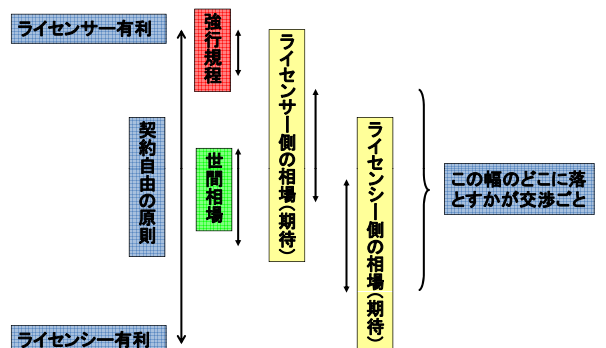 ライセンサー有利
強行規程
契約自由の原則
世間相場
ライセンサー側の相場(期待)
ライセンシー側の相場(期待)
この幅のどこに落
とすかが交渉ごと
ライセンシー有利